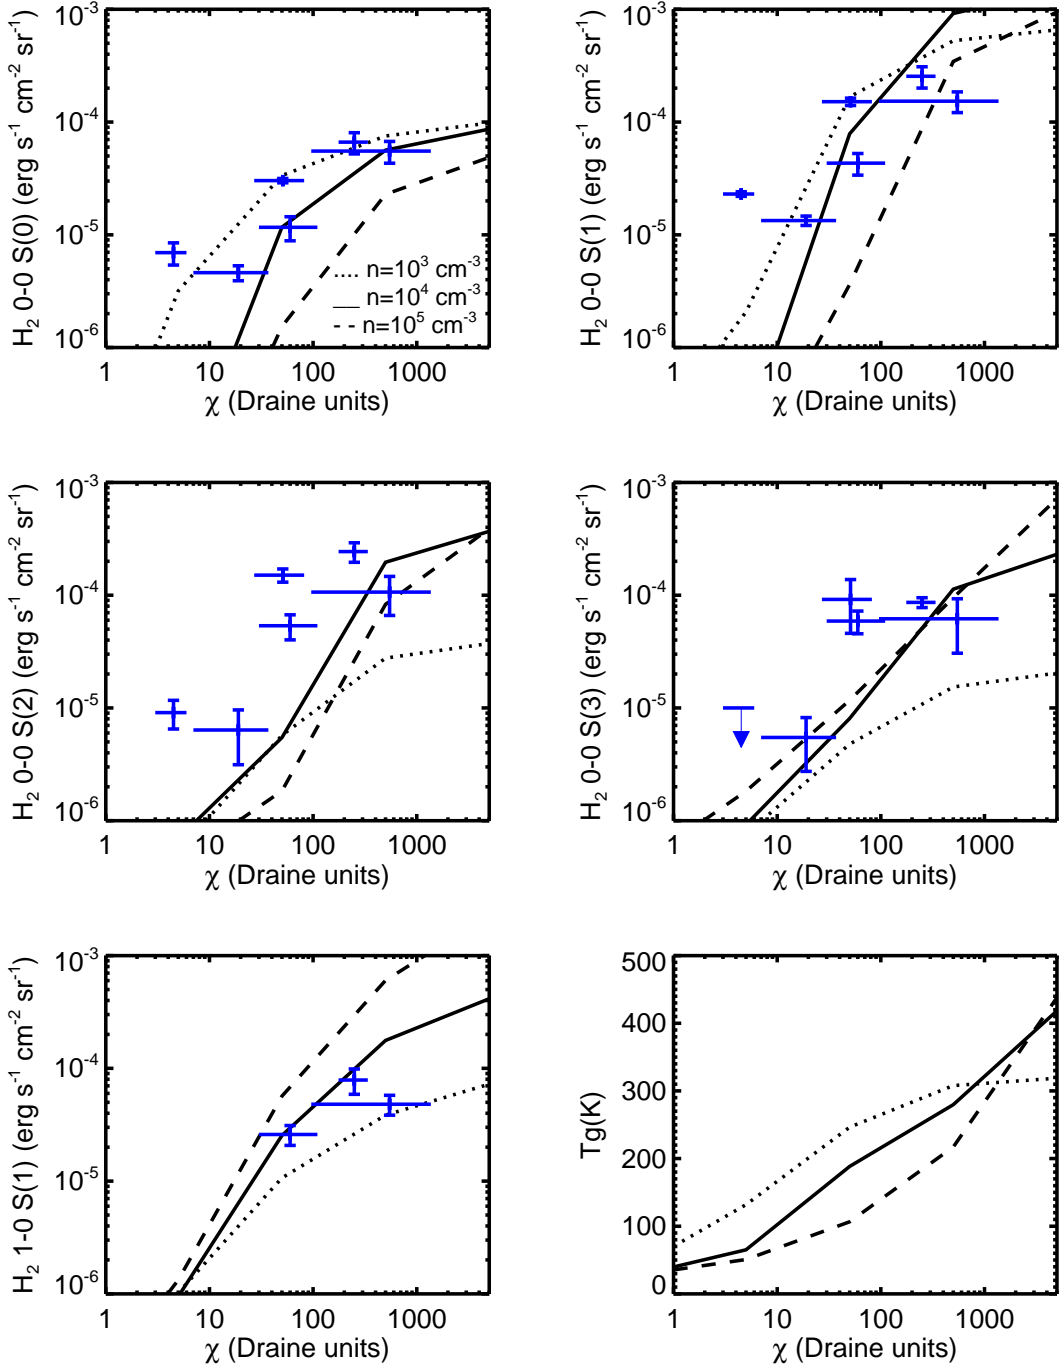 10⁻³ 10⁻⁴ 10⁻⁵ 10⁻⁶
H₂ 0-0 S(0) (erg s⁻¹ cm⁻² sr⁻¹)
.... n=10³ cm⁻³
__ n=10⁴ cm⁻³
-- n=10⁵ cm⁻³
1 10 100 1000
χ (Draine units)
10⁻³ 10⁻⁴ 10⁻⁵ 10⁻⁶
H₂ 0-0 S(1) (erg s⁻¹ cm⁻² sr⁻¹)
1 10 100 1000
χ (Draine units)
10⁻³ 10⁻⁴ 10⁻⁵ 10⁻⁶
H₂ 0-0 S(2) (erg s⁻¹ cm⁻² sr⁻¹)
1 10 100 1000
χ (Draine units)
10⁻³ 10⁻⁴ 10⁻⁵ 10⁻⁶
H₂ 0-0 S(3) (erg s⁻¹ cm⁻² sr⁻¹)
1 10 100 1000
χ (Draine units)
10⁻³ 10⁻⁴ 10⁻⁵ 10⁻⁶
H₂ 1-0 S(1) (erg s⁻¹ cm⁻² sr⁻¹)
1 10 100 1000
χ (Draine units)
500 400 300 200 100 0
Tg(K)
1 10 100 1000
χ (Draine units)